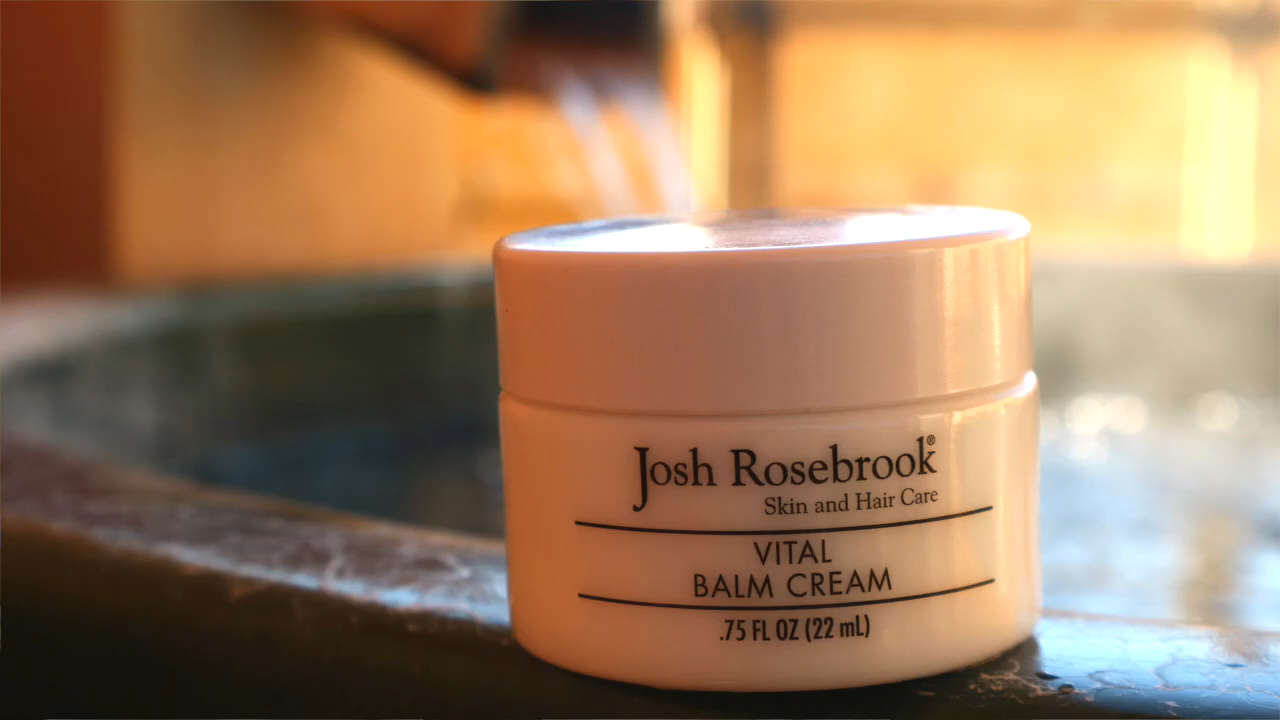 Josh Rosebrook®
Skin and Hair Care
VITAL
BALM CREAM
.75 FL OZ (22 mL)